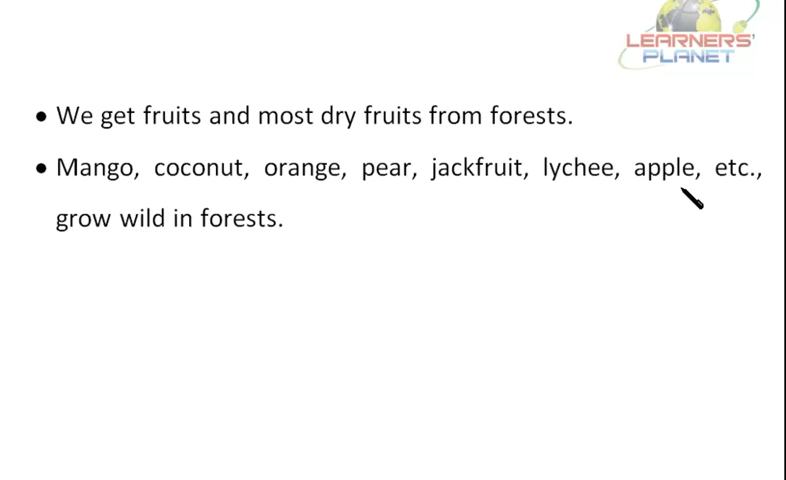 LEARNERS'
PLANET
• We get fruits and most dry fruits from forests.
• Mango, coconut, orange, pear, jackfruit, lychee, apple, etc.,
grow wild in forests.